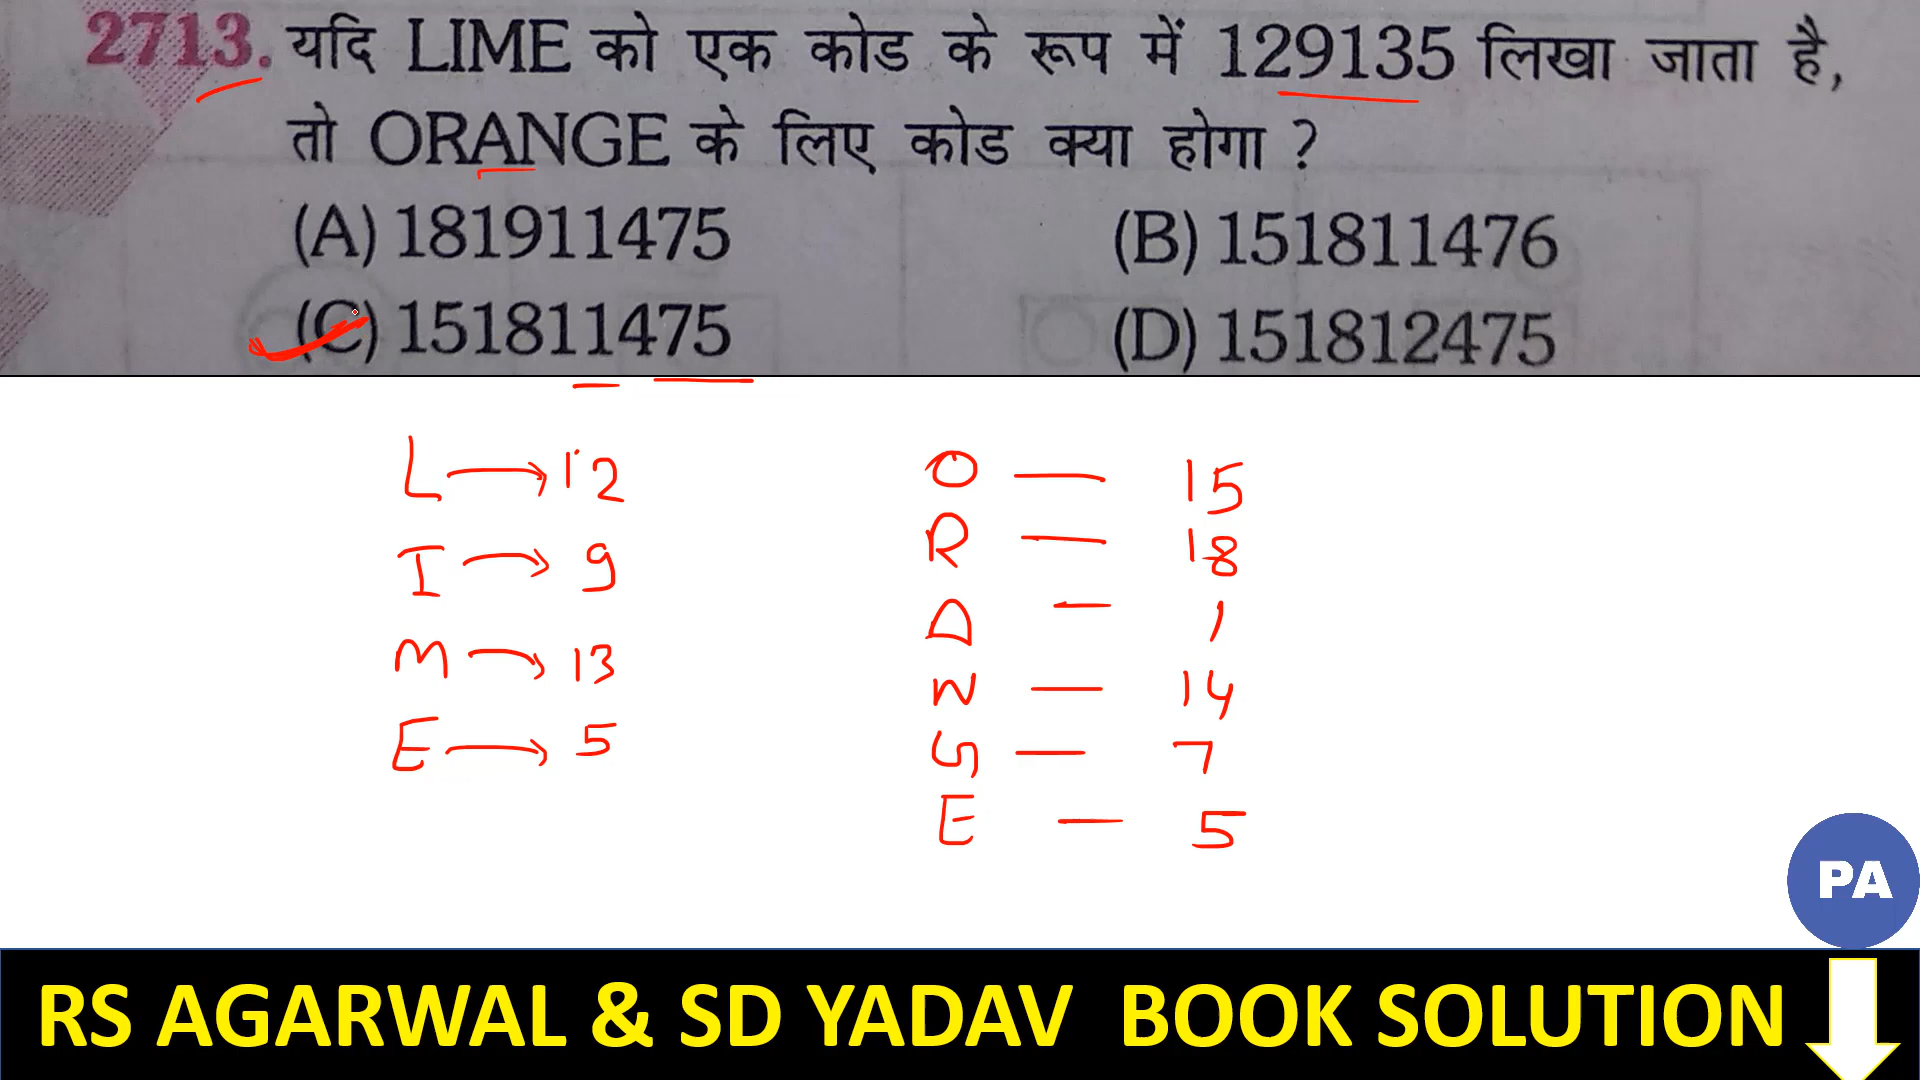 2713. यदि LIME को एक कोड के रूप में 129135 लिखा जाता है,
तो ORANGE के लिए कोड क्या होगा ?
(A) 181911475 (B) 151811476
(C) 151811475 (D) 151812475
L → 12
I → 9
M → 13
E → 5
O — 15
R — 18
A — 1
N — 14
G — 7
E — 5
PA
RS AGARWAL & SD YADAV BOOK SOLUTION